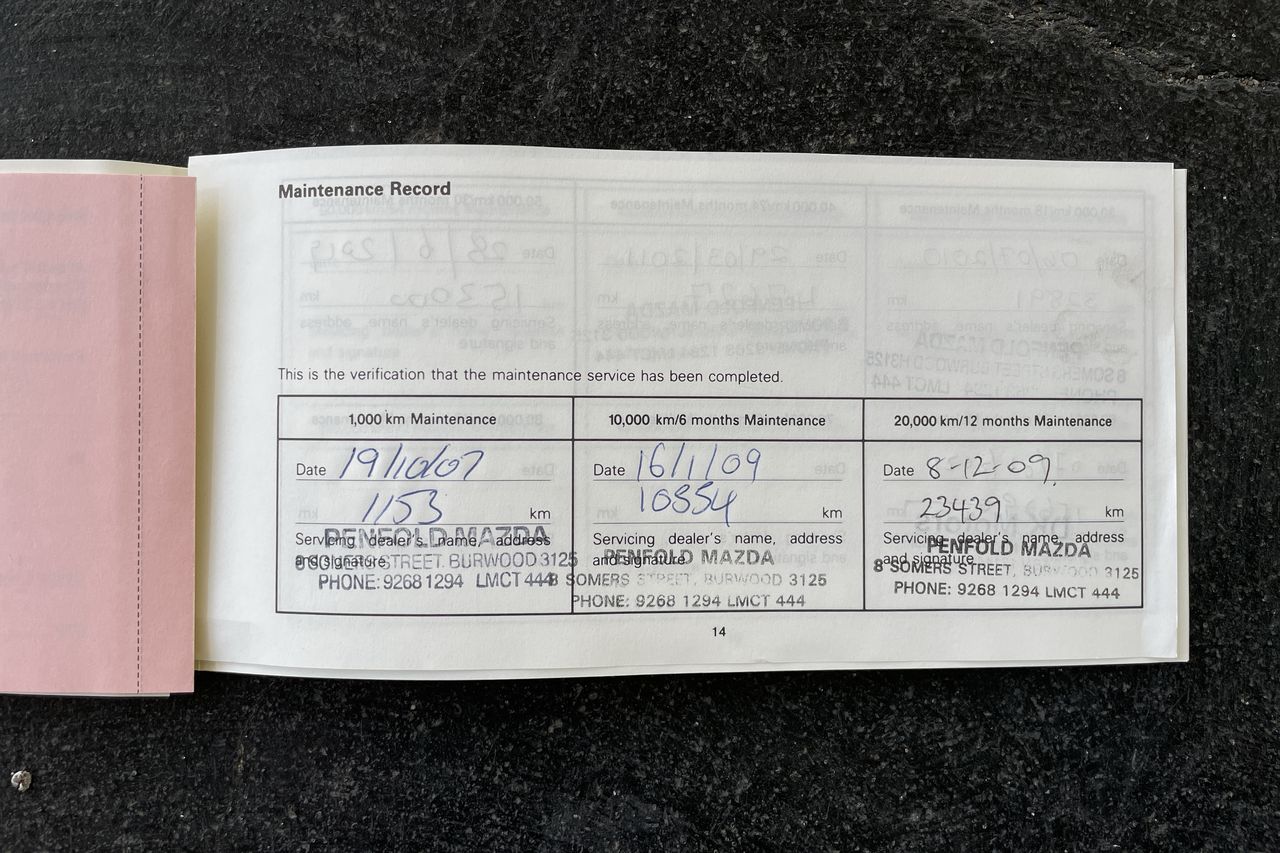 Maintenance Record
This is the verification that the maintenance service has been completed.
1,000 km Maintenance
Date 19/10/07
1153 km
Servicing dealer's name, address
and signature
PENFOLD MAZDA
STREET. BURWOOD 3125
PHONE: 9268 1294 LMCT 444
10,000 km/6 months Maintenance
Date 16/1/09
10854 km
Servicing dealer's name, address
and signature
PENFOLD MAZDA
8 SOMERS STREET, BURWOOD 3125
PHONE: 9268 1294 LMCT 444
20,000 km/12 months Maintenance
Date 8-12-09.
23439 km
Servicing dealer's name, address
and signature
PENFOLD MAZDA
8 SOMERS STREET, BURWOOD 3125
PHONE: 9268 1294 LMCT 444
14